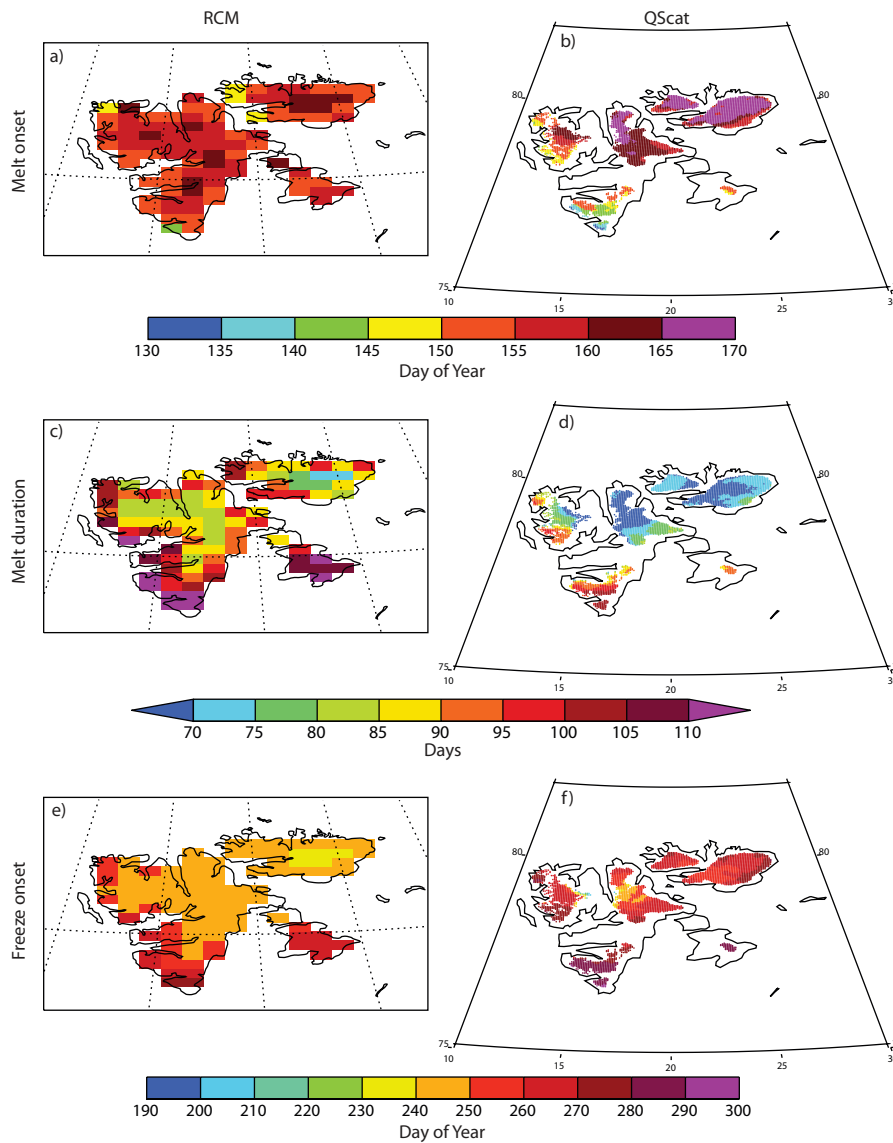 RCM QScat
a) b)
Melt onset
80 80
75
10 15 20 25 3
130 135 140 145 150 155 160 165 170
Day of Year
c) d)
Melt duration
80 80
75
10 15 20 25 3
70 75 80 85 90 95 100 105 110
Days
e) f)
Freeze onset
80 80
75
10 15 20 25 3
190 200 210 220 230 240 250 260 270 280 290 300
Day of Year